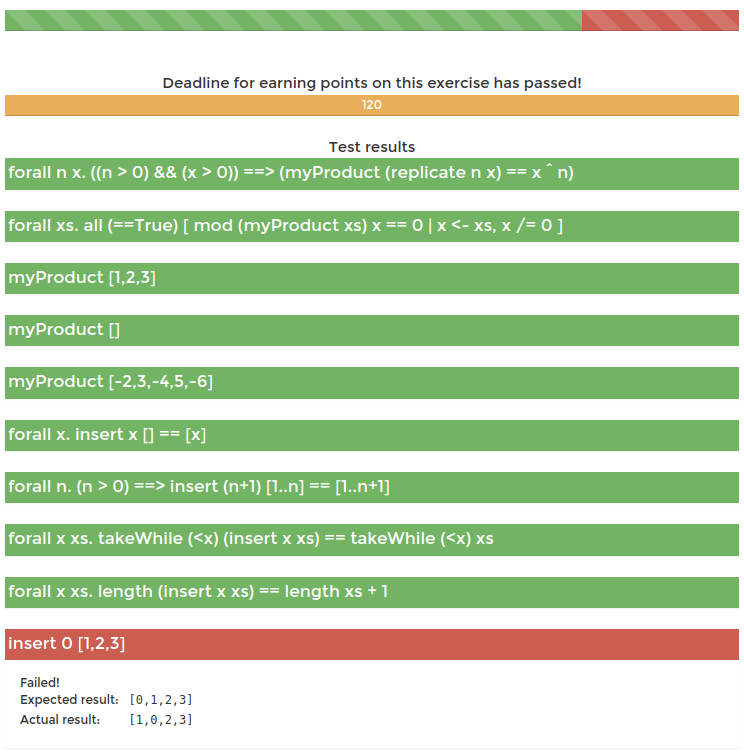 Deadline for earning points on this exercise has passed!
120
Test results
forall n x. ((n > 0) && (x > 0)) ==> (myProduct (replicate n x) == x ^ n)
forall xs. all (==True) [ mod (myProduct xs) x == 0 | x <- xs, x /= 0 ]
myProduct [1,2,3]
myProduct []
myProduct [-2,3,-4,5,-6]
forall x. insert x [] == [x]
forall n. (n > 0) ==> insert (n+1) [1..n] == [1..n+1]
forall x xs. takeWhile (<x) (insert x xs) == takeWhile (<x) xs
forall x xs. length (insert x xs) == length xs + 1
insert 0 [1,2,3]
Failed!
Expected result: [0,1,2,3]
Actual result: [1,0,2,3]